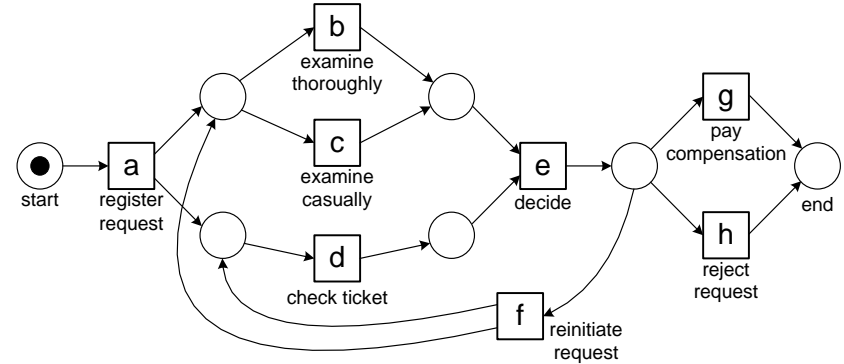 b
examine
thoroughly
g
pay
compensation
start
a
register
request
c
examine
casually
e
decide
end
d
check ticket
h
reject
request
f
reinitiate
request